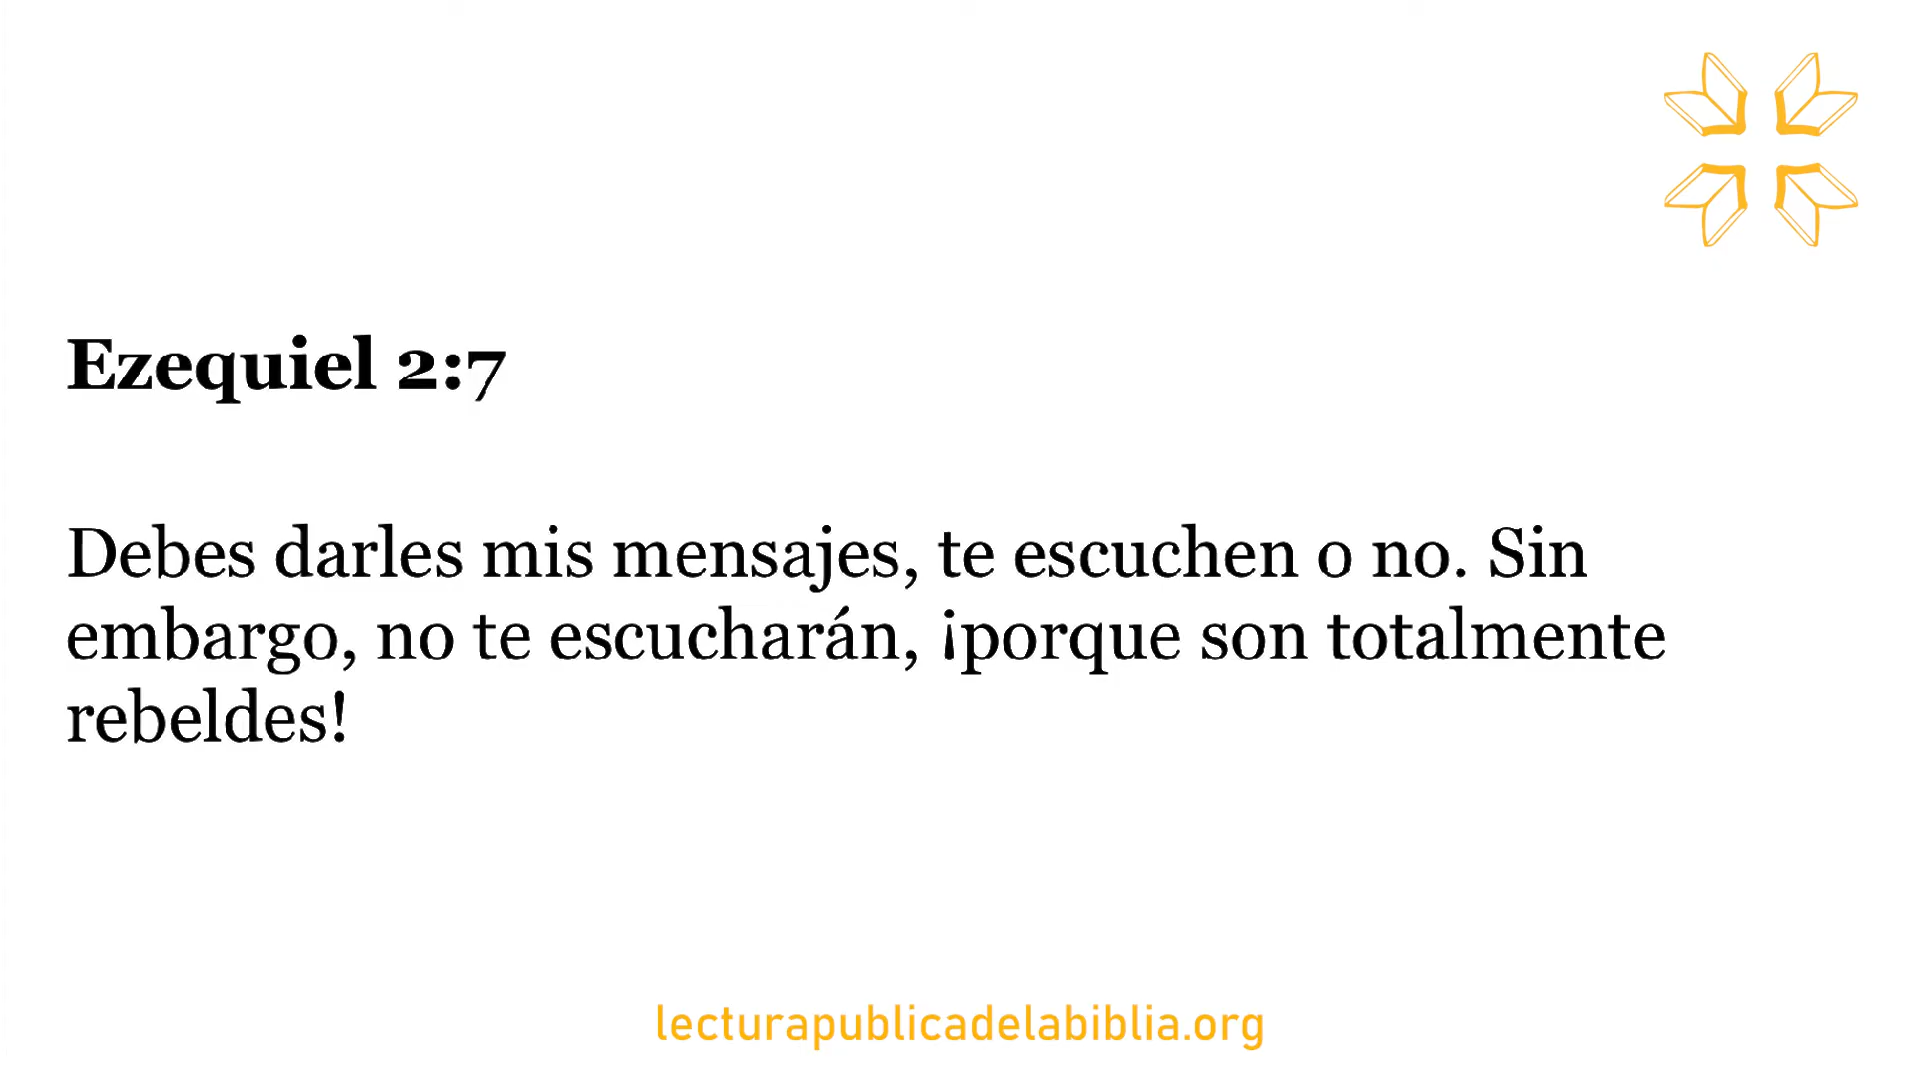 Ezequiel 2:7
Debes darles mis mensajes, te escuchen o no. Sin
embargo, no te escucharán, ¡porque son totalmente
rebeldes!
lecturapublicadelabiblia.org